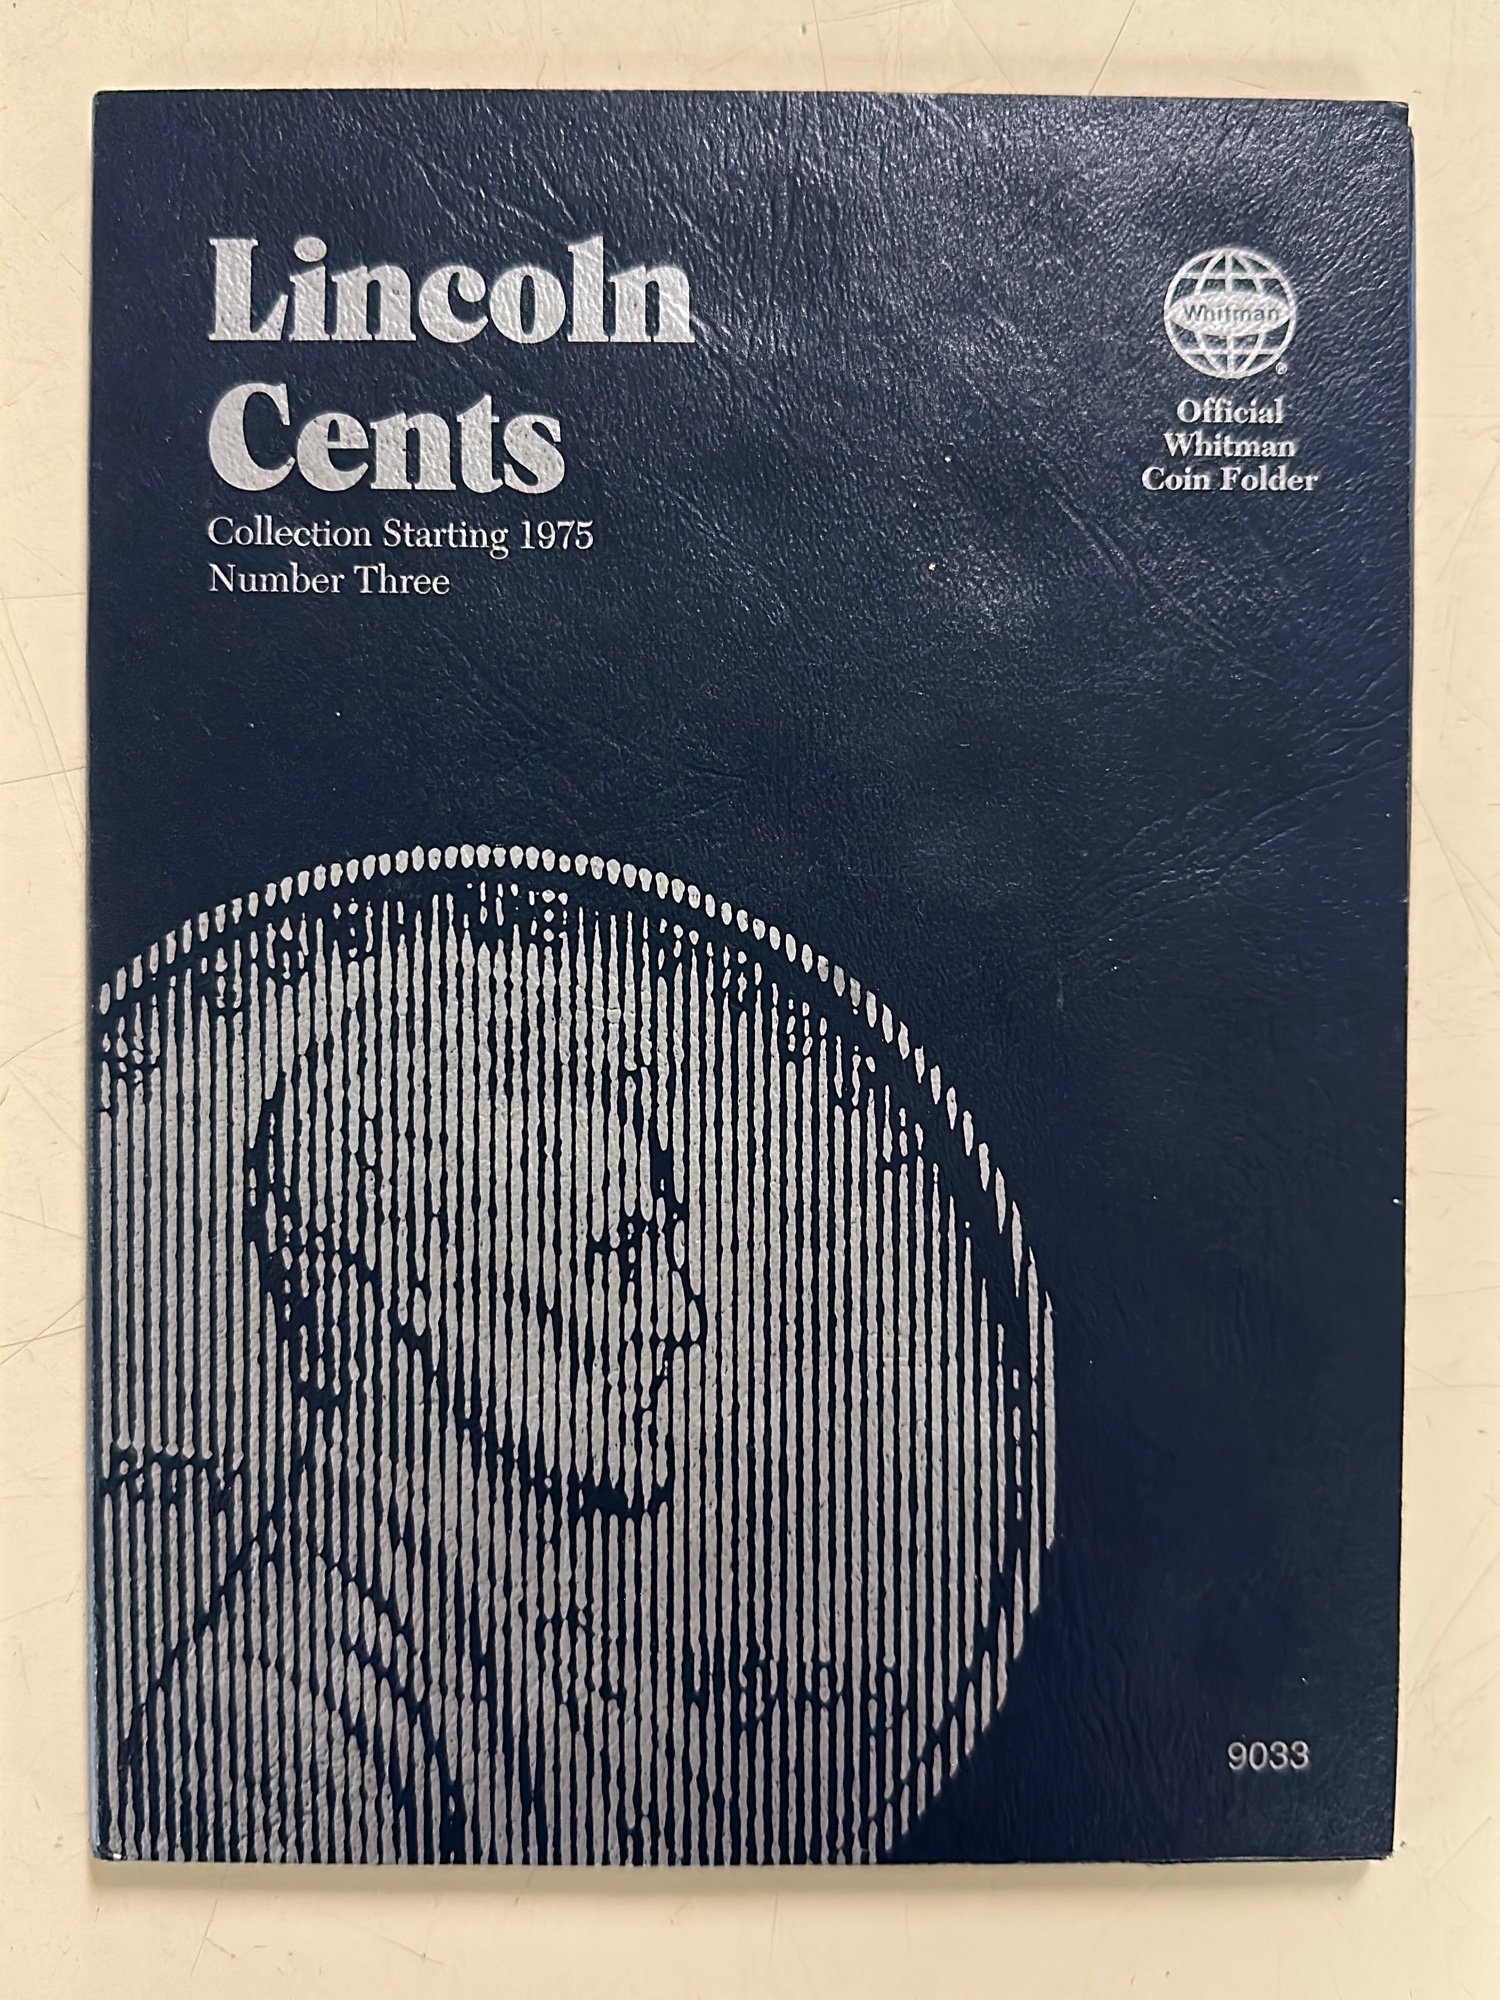 Lincoln
Cents
Collection Starting 1975
Number Three
Whitman
®
Official
Whitman
Coin Folder
9033